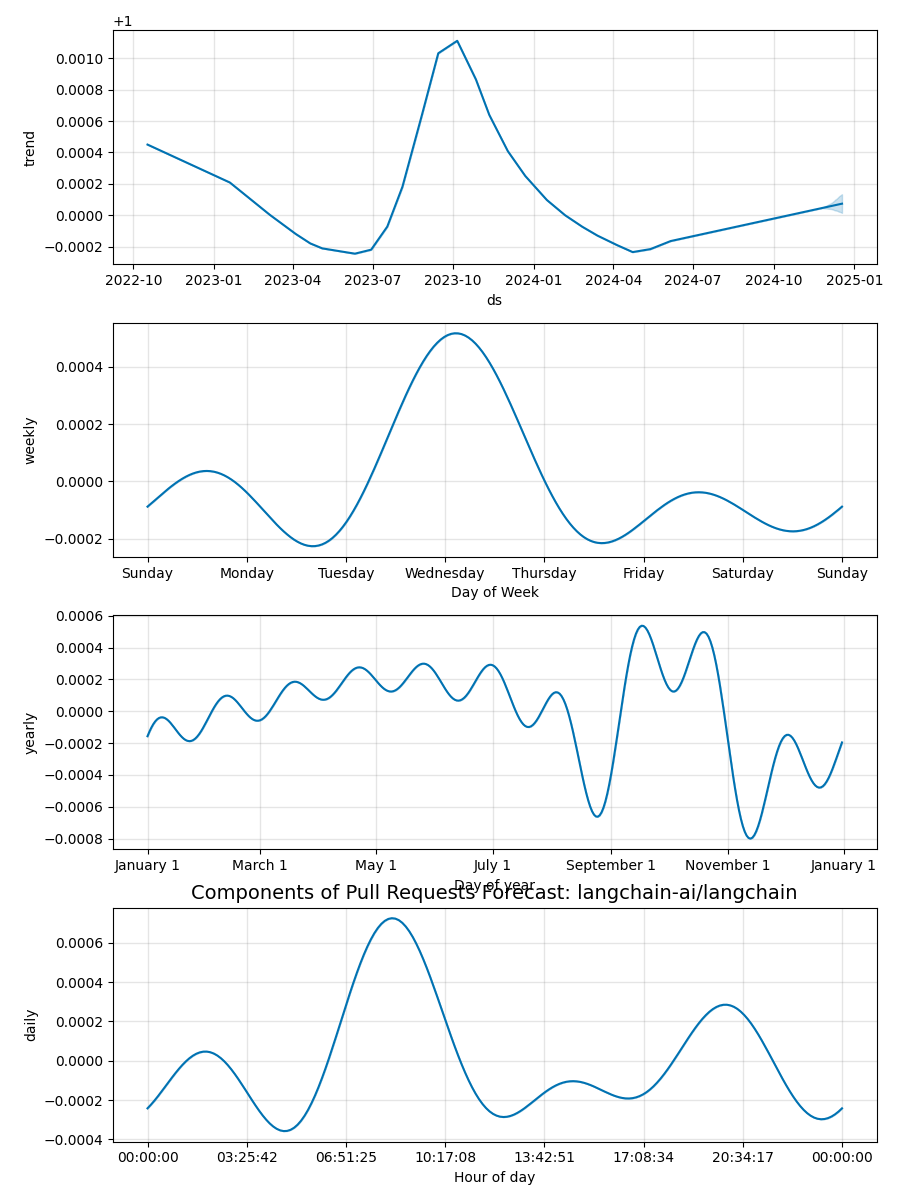 +1
0.0010
0.0008
0.0006
0.0004
0.0002
0.0000
−0.0002
trend
2022-10 2023-01 2023-04 2023-07 2023-10 2024-01 2024-04 2024-07 2024-10 2025-01
ds
0.0004
0.0002
0.0000
−0.0002
weekly
Sunday Monday Tuesday Wednesday Thursday Friday Saturday Sunday
Day of Week
0.0006
0.0004
0.0002
0.0000
−0.0002
−0.0004
−0.0006
−0.0008
yearly
January 1 March 1 May 1 July 1 September 1 November 1 January 1
Day of year
Components of Pull Requests Forecast: langchain-ai/langchain
0.0006
0.0004
0.0002
0.0000
−0.0002
−0.0004
daily
00:00:00 03:25:42 06:51:25 10:17:08 13:42:51 17:08:34 20:34:17 00:00:00
Hour of day